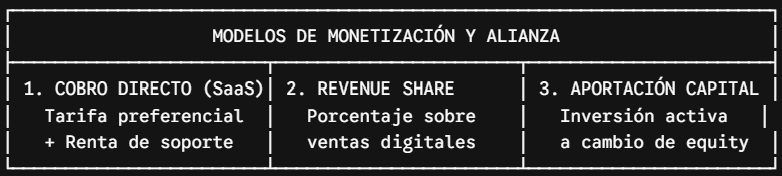 MODELOS DE MONETIZACIÓN Y ALIANZA
1. COBRO DIRECTO (SaaS) 2. REVENUE SHARE 3. APORTACIÓN CAPITAL
Tarifa preferencial Porcentaje sobre Inversión activa
+ Renta de soporte ventas digitales a cambio de equity